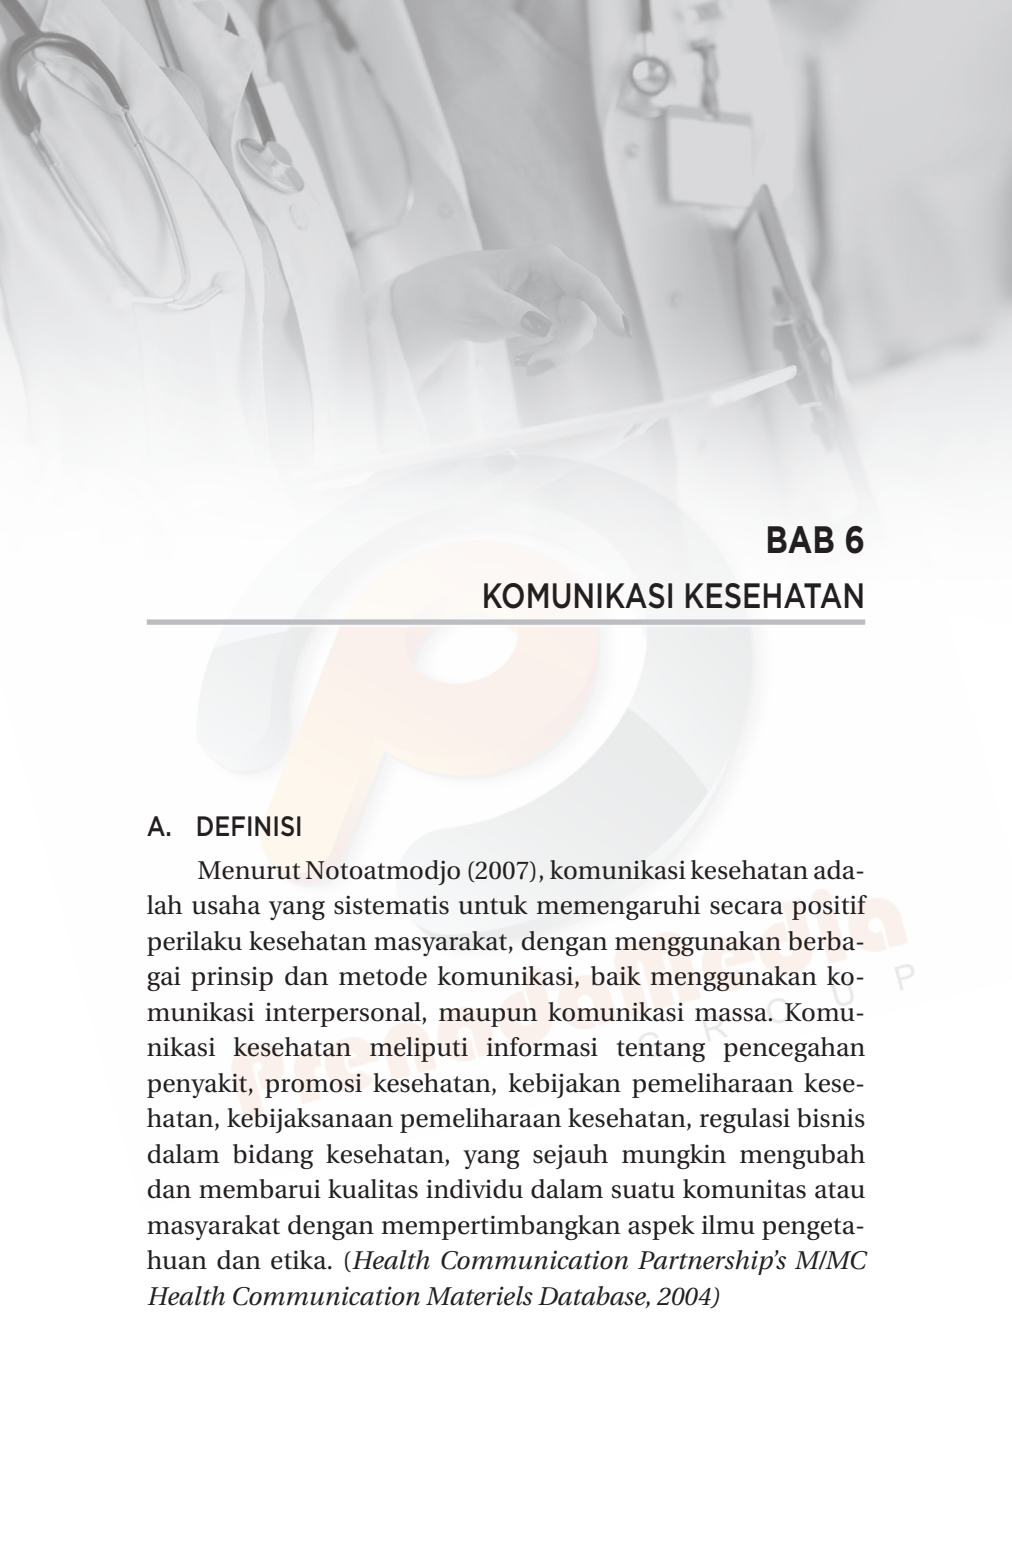 BAB 6
KOMUNIKASI KESEHATAN
A. DEFINISI
Menurut Notoatmodjo (2007), komunikasi kesehatan ada-
lah usaha yang sistematis untuk memengaruhi secara positif
perilaku kesehatan masyarakat, dengan menggunakan berba-
gai prinsip dan metode komunikasi, baik menggunakan ko-
munikasi interpersonal, maupun komunikasi massa. Komu-
nikasi kesehatan meliputi informasi tentang pencegahan
penyakit, promosi kesehatan, kebijakan pemeliharaan kese-
hatan, kebijaksanaan pemeliharaan kesehatan, regulasi bisnis
dalam bidang kesehatan, yang sejauh mungkin mengubah
dan membarui kualitas individu dalam suatu komunitas atau
masyarakat dengan mempertimbangkan aspek ilmu pengeta-
huan dan etika. (Health Communication Partnership’s M/MC
Health Communication Materiels Database, 2004)
PrenadaMedia
GROUP